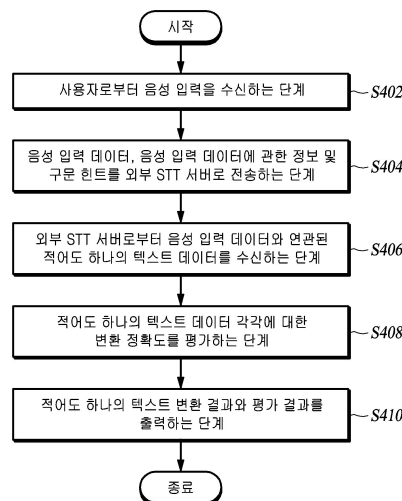 시작
사용자로부터 음성 입력을 수신하는 단계
S402
음성 입력 데이터, 음성 입력 데이터에 관한 정보 및
구문 힌트를 외부 STT 서버로 전송하는 단계
S404
외부 STT 서버로부터 음성 입력 데이터와 연관된
적어도 하나의 텍스트 데이터를 수신하는 단계
S406
적어도 하나의 텍스트 데이터 각각에 대한
변환 정확도를 평가하는 단계
S408
적어도 하나의 텍스트 변환 결과와 평가 결과를
출력하는 단계
S410
종료